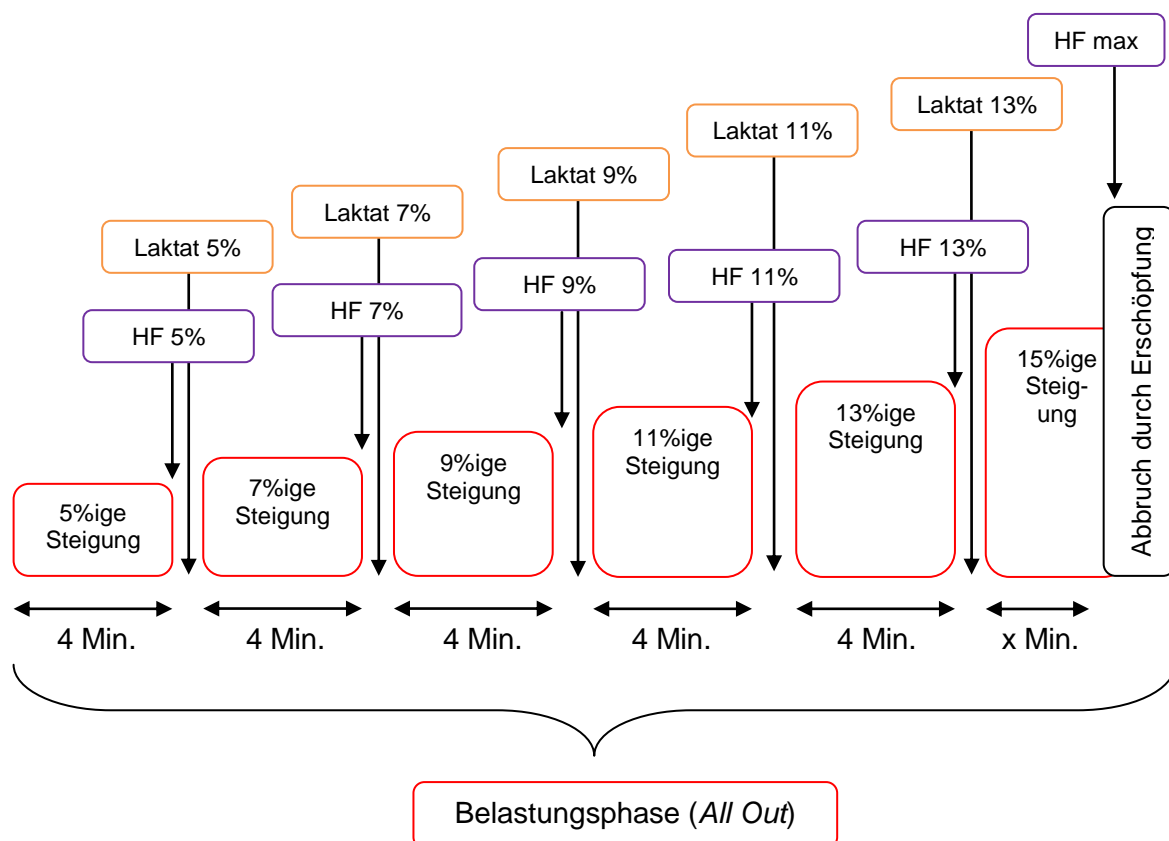 HF max
Laktat 13%
Laktat 11%
Laktat 9%
Laktat 7%
Laktat 5%
HF 13%
HF 11%
HF 9%
HF 7%
HF 5%
5%ige
Steigung
7%ige
Steigung
9%ige
Steigung
11%ige
Steigung
13%ige
Steigung
15%ige
Steig-
ung
Abbruch durch Erschöpfung
4 Min.
4 Min.
4 Min.
4 Min.
4 Min.
x Min.
Belastungsphase (All Out)